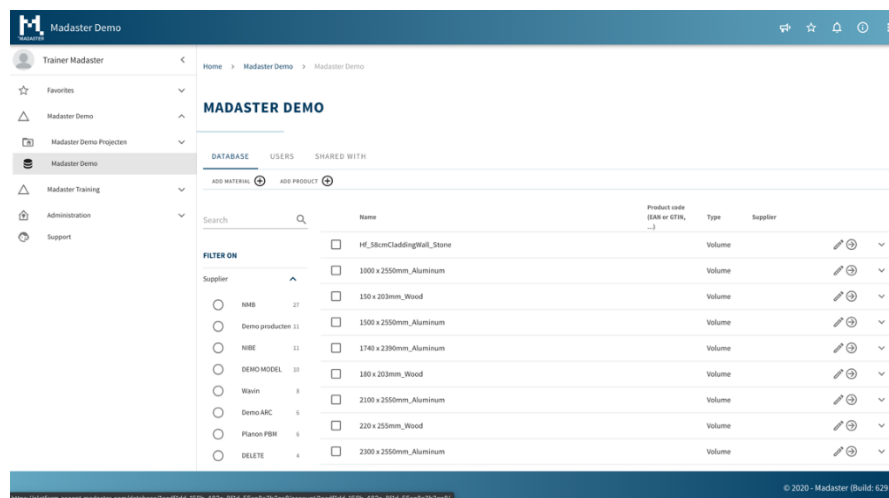 MADASTER
Madaster Demo
Trainer Madaster
Favorites
Madaster Demo
Madaster Demo Projecten
Madaster Demo
Madaster Training
Administration
Support
Home > Madaster Demo > Madaster Demo
MADASTER DEMO
DATABASE USERS SHARED WITH
ADD MATERIAL ADD PRODUCT
Search
FILTER ON
Supplier
NMB 27
Demo producten 11
NIBE 11
DEMO MODEL 10
Wavin 8
Demo ARC 6
Planon PBM 6
DELETE 4
Name
Product code
(EAN or GTIN,
...)
Type
Supplier
Hf_58cmCladdingWall_Stone Volume
1000 x 2550mm_Aluminum Volume
150 x 203mm_Wood Volume
1500 x 2550mm_Aluminum Volume
1740 x 2390mm_Aluminum Volume
180 x 203mm_Wood Volume
2100 x 2550mm_Aluminum Volume
220 x 255mm_Wood Volume
2300 x 2550mm_Aluminum Volume
© 2020 - Madaster (Build: 629